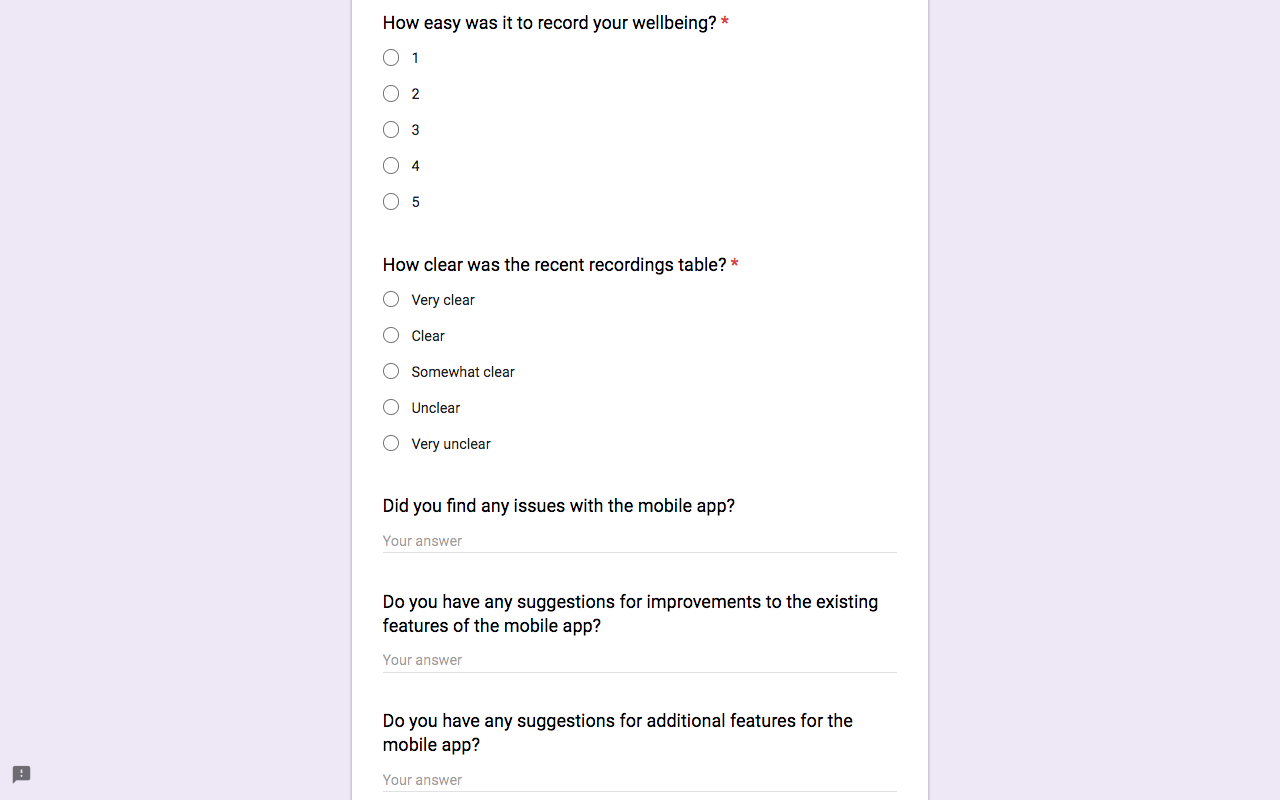 How easy was it to record your wellbeing? *
1
2
3
4
5
How clear was the recent recordings table? *
Very clear
Clear
Somewhat clear
Unclear
Very unclear
Did you find any issues with the mobile app?
Your answer
Do you have any suggestions for improvements to the existing
features of the mobile app?
Your answer
Do you have any suggestions for additional features for the
mobile app?
Your answer